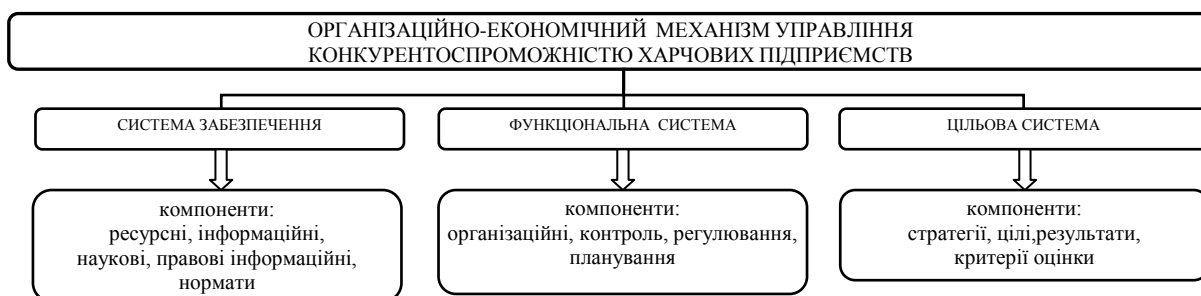 ОРГАНІЗАЦІЙНО-ЕКОНОМІЧНИЙ МЕХАНІЗМ УПРАВЛІННЯ
КОНКУРЕНТОСПРОМОЖНІСТЮ ХАРЧОВИХ ПІДПРИЄМСТВ
СИСТЕМА ЗАБЕЗПЕЧЕННЯ
ФУНКЦІОНАЛЬНА СИСТЕМА
ЦІЛЬОВА СИСТЕМА
компоненти:
ресурсні, інформаційні,
наукові, правові інформаційні,
нормати
компоненти:
організаційні, контроль, регулювання,
планування
компоненти:
стратегії, цілі,результати,
критерії оцінки